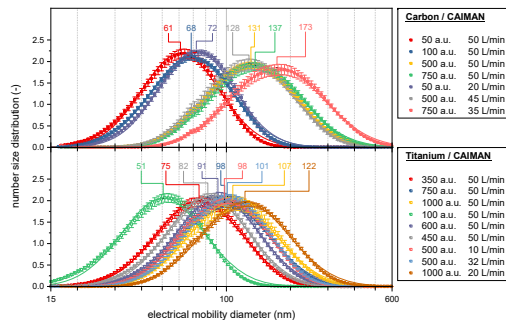 61 68 72 128 131 137 173
2.5
2.0
1.5
1.0
0.5
0.0
51 75 82 91 98 98 101 107 122
2.5
2.0
1.5
1.0
0.5
0.0
number size distribution (-)
15 100 600
electrical mobility diameter (nm)
Carbon / CAIMAN
50 a.u. 50 L/min
100 a.u. 50 L/min
500 a.u. 50 L/min
750 a.u. 50 L/min
50 a.u. 20 L/min
500 a.u. 45 L/min
750 a.u. 35 L/min
Titanium / CAIMAN
350 a.u. 50 L/min
750 a.u. 50 L/min
1000 a.u. 50 L/min
100 a.u. 50 L/min
600 a.u. 50 L/min
450 a.u. 50 L/min
500 a.u. 10 L/min
500 a.u. 32 L/min
1000 a.u. 20 L/min